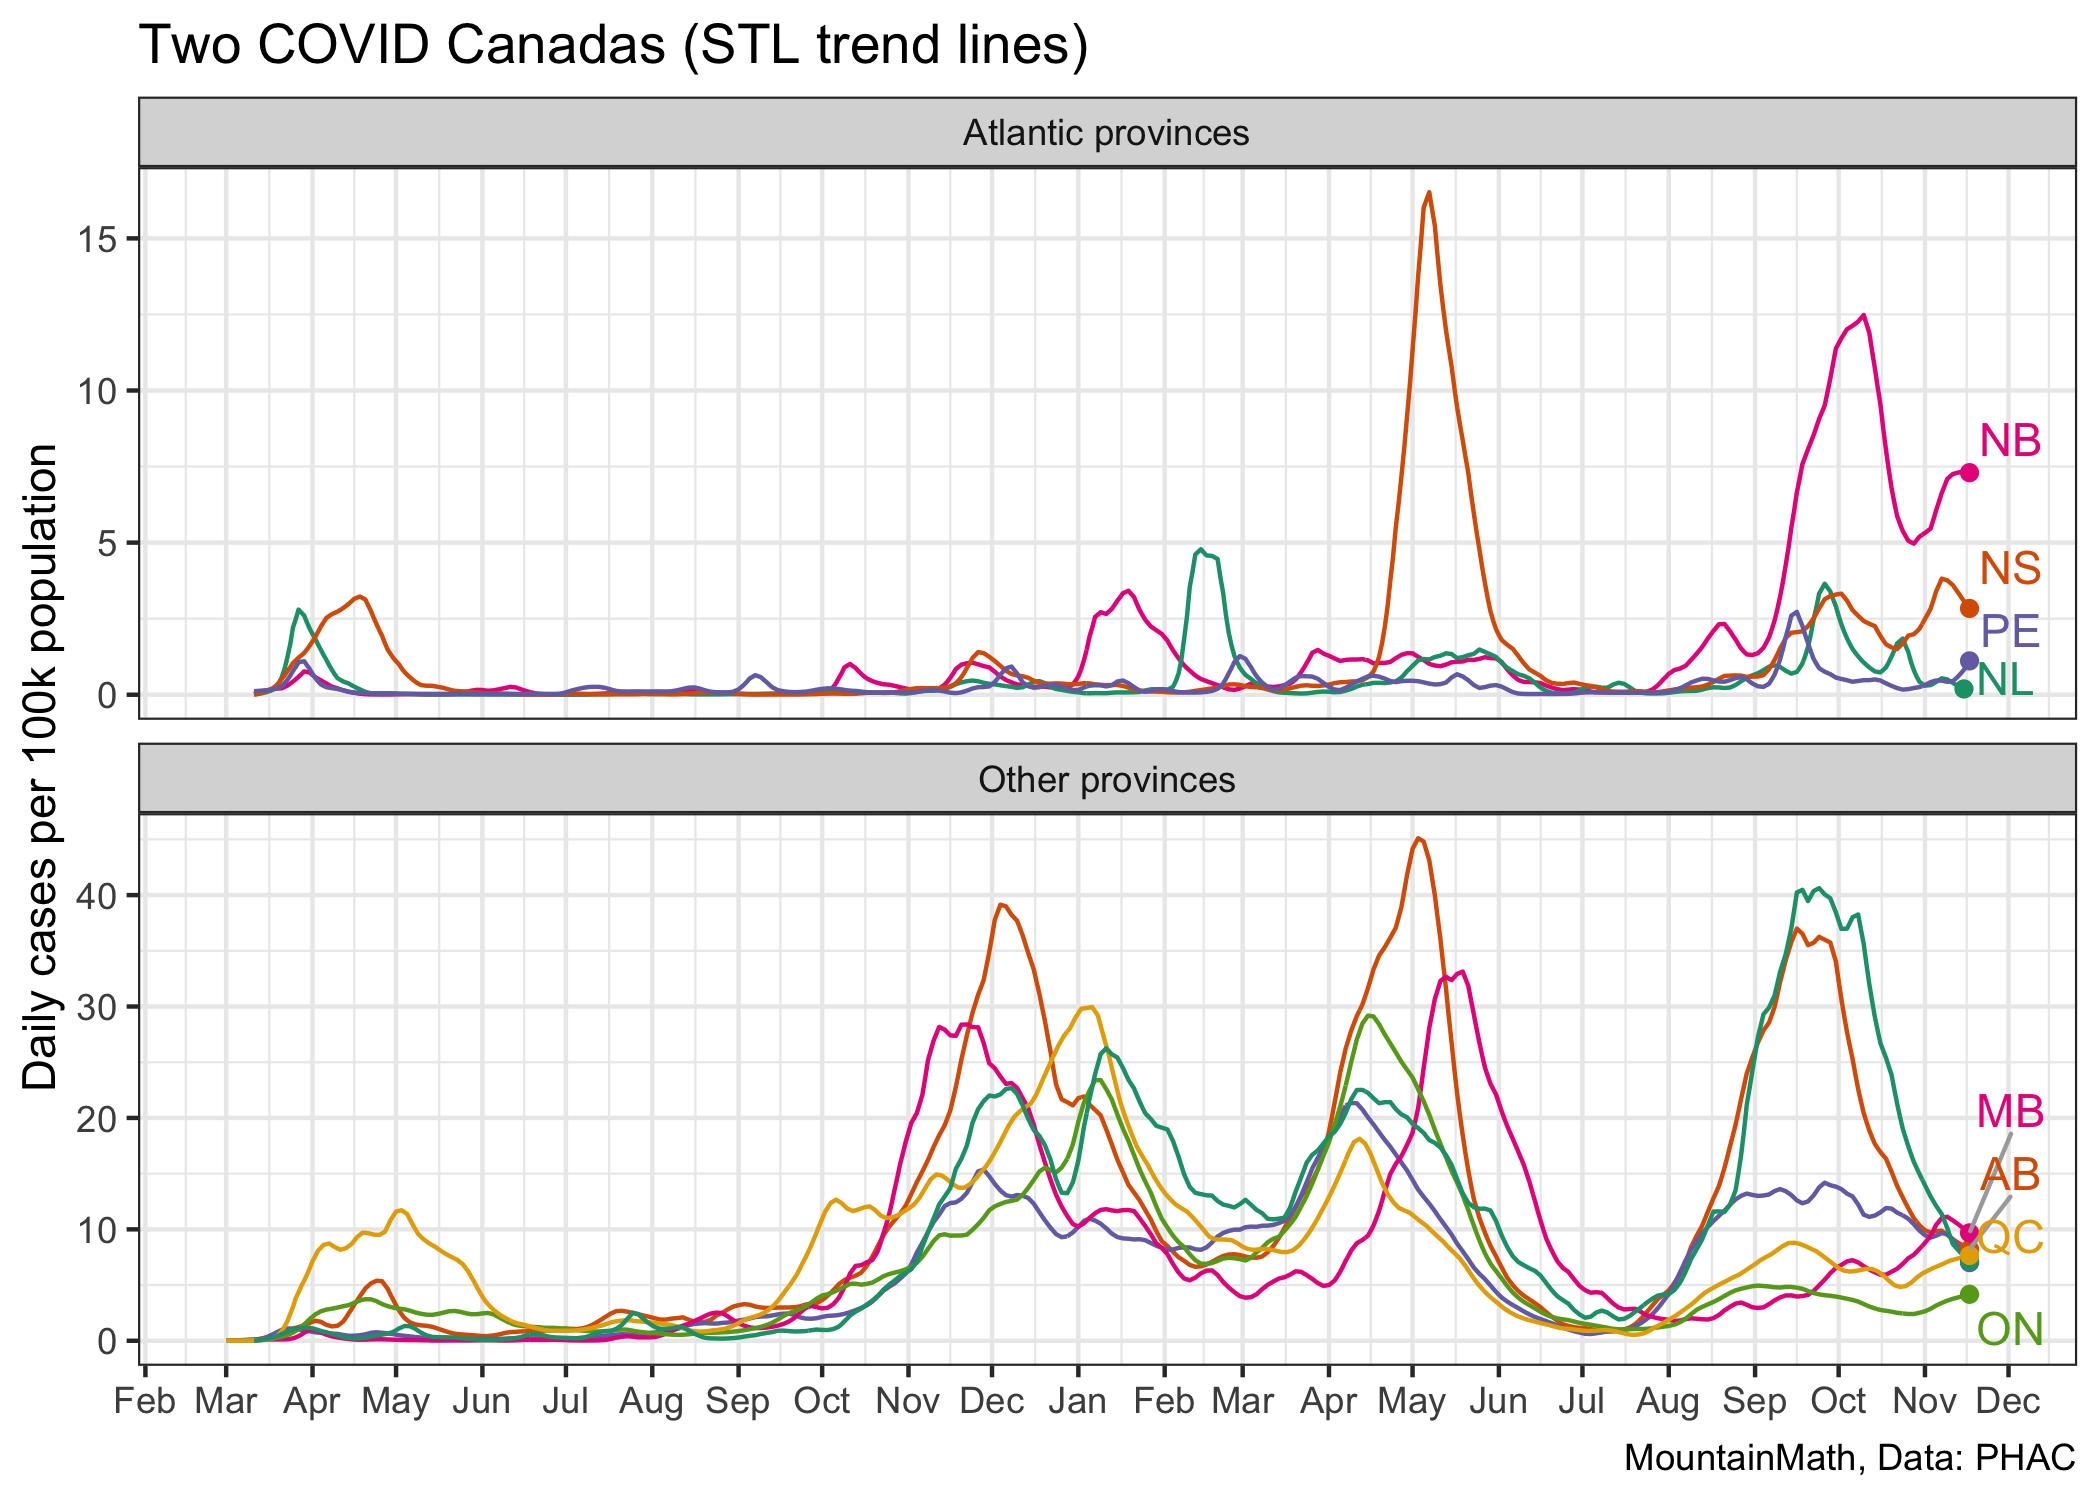 Two COVID Canadas (STL trend lines)
Daily cases per 100k population
Atlantic provinces
15
10
5
0
NB
NS
PE
NL
Other provinces
40
30
20
10
0
MB
AB
QC
ON
Feb Mar Apr May Jun Jul Aug Sep Oct Nov Dec Jan Feb Mar Apr May Jun Jul Aug Sep Oct Nov Dec
MountainMath, Data: PHAC